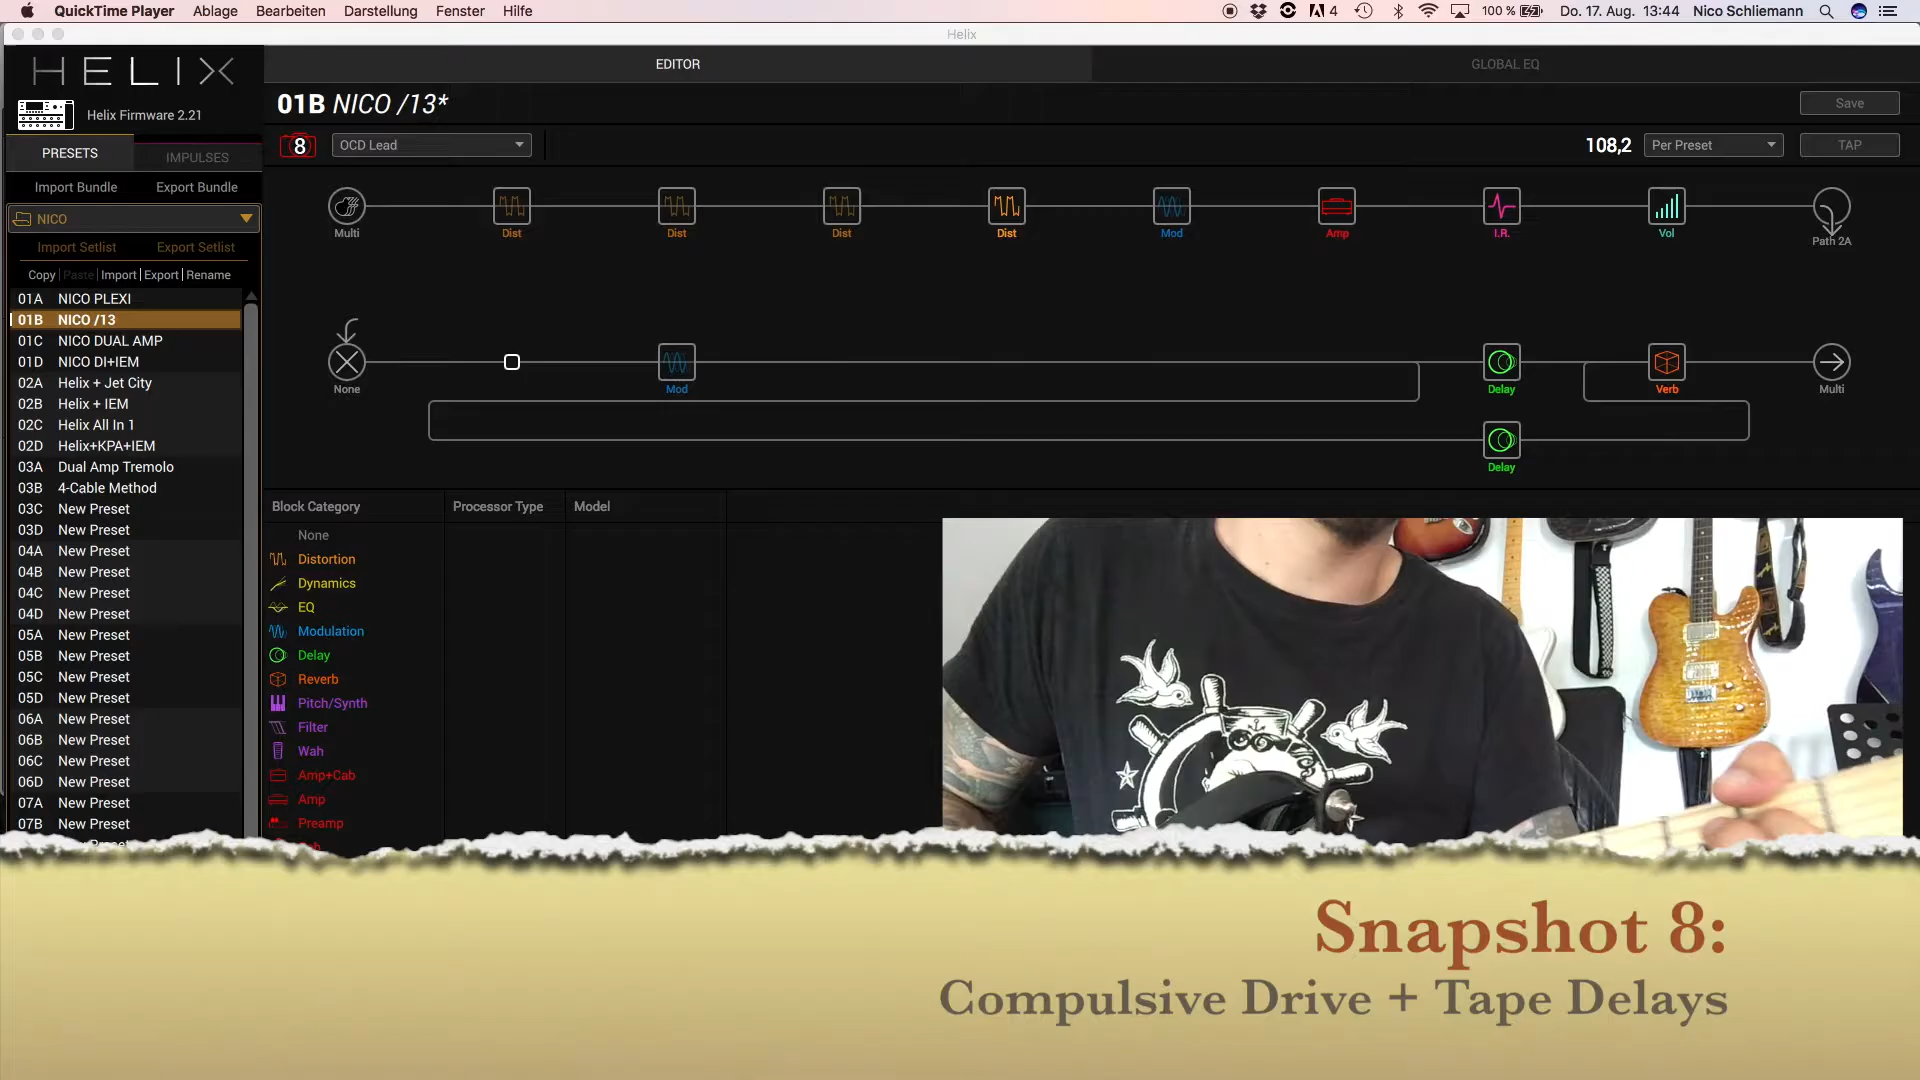 QuickTime Player Ablage Bearbeiten Darstellung Fenster Hilfe 4 100 % Do. 17. Aug. 13:44 Nico Schliemann
Helix
HELIX
Helix Firmware 2.21
EDITOR GLOBAL EQ
01B NICO /13* Save
8 OCD Lead 108,2 Per Preset TAP
PRESETS IMPULSES
Import Bundle Export Bundle
NICO
Import Setlist Export Setlist
Copy Paste Import Export Rename
01A NICO PLEXI
01B NICO /13
01C NICO DUAL AMP
01D NICO DI+IEM
02A Helix + Jet City
02B Helix + IEM
02C Helix All In 1
02D Helix+KPA+IEM
03A Dual Amp Tremolo
03B 4-Cable Method
03C New Preset
03D New Preset
04A New Preset
04B New Preset
04C New Preset
04D New Preset
05A New Preset
05B New Preset
05C New Preset
05D New Preset
06A New Preset
06B New Preset
06C New Preset
06D New Preset
07A New Preset
07B New Preset
Multi Dist Dist Dist Dist Mod Amp I.R. Vol Path 2A
None Mod Delay Verb Multi
Delay
Block Category Processor Type Model
None
Distortion
Dynamics
EQ
Modulation
Delay
Reverb
Pitch/Synth
Filter
Wah
Amp+Cab
Amp
Preamp
Snapshot 8:
Compulsive Drive + Tape Delays